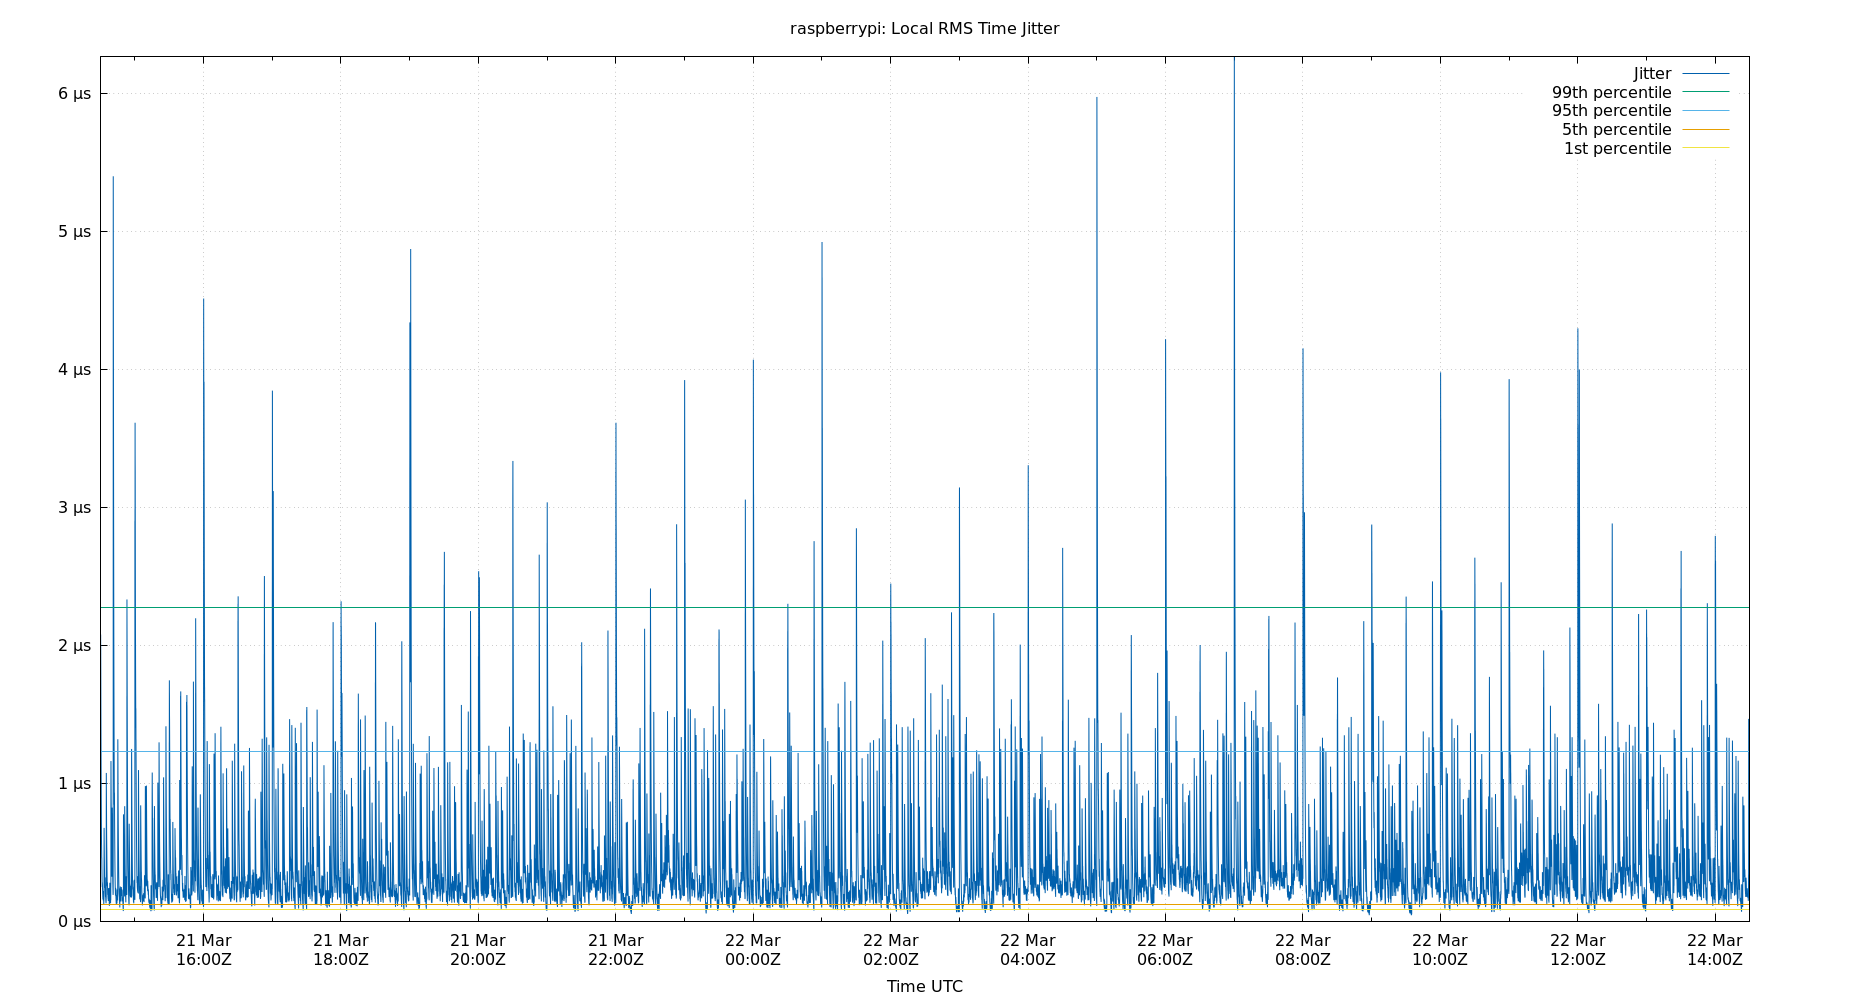 raspberrypi: Local RMS Time Jitter
Jitter
99th percentile
95th percentile
5th percentile
1st percentile
6 µs
5 µs
4 µs
3 µs
2 µs
1 µs
0 µs
21 Mar 21 Mar 21 Mar 21 Mar 22 Mar 22 Mar 22 Mar 22 Mar 22 Mar 22 Mar 22 Mar 22 Mar
16:00Z 18:00Z 20:00Z 22:00Z 00:00Z 02:00Z 04:00Z 06:00Z 08:00Z 10:00Z 12:00Z 14:00Z
Time UTC